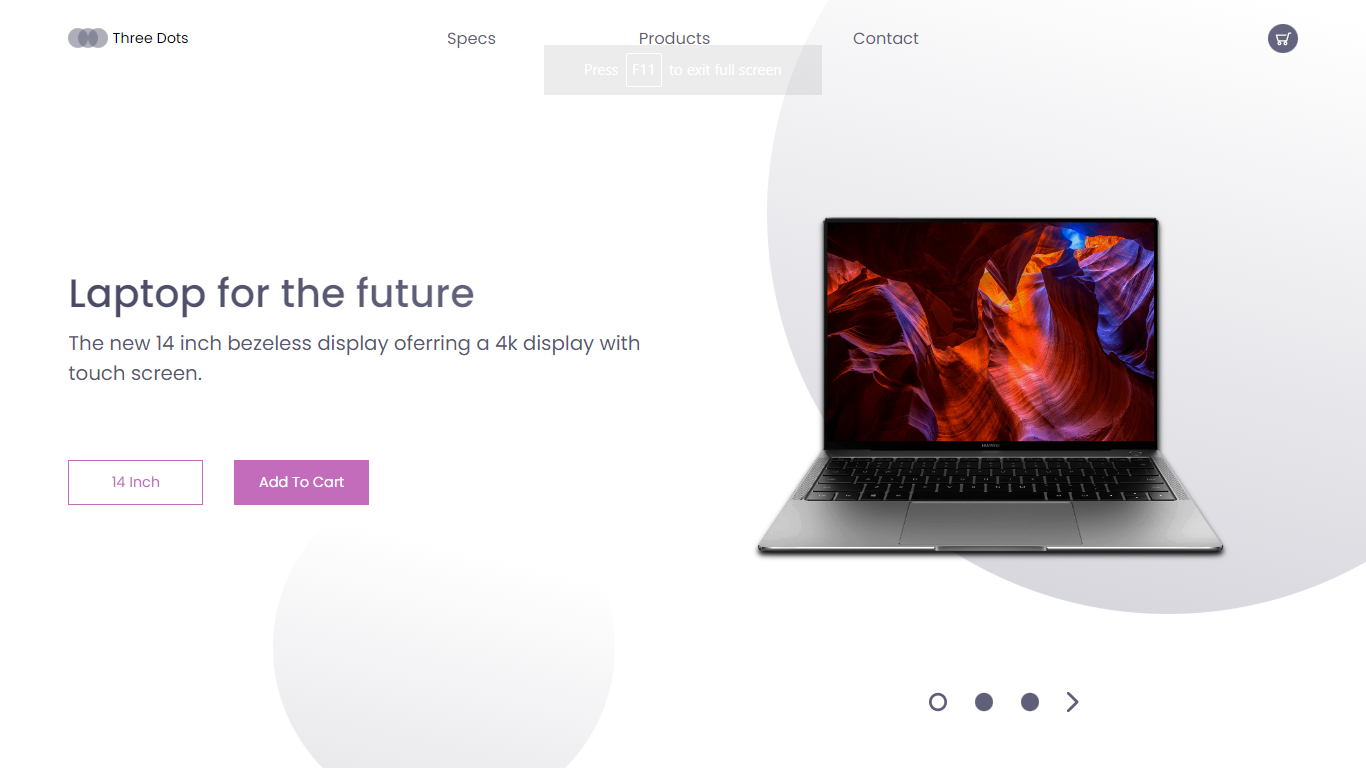 Three Dots
Specs
Products
Contact
Press F11 to exit full screen
Laptop for the future
The new 14 inch bezeless display oferring a 4k display with
touch screen.
14 Inch
Add To Cart
HUAWEI